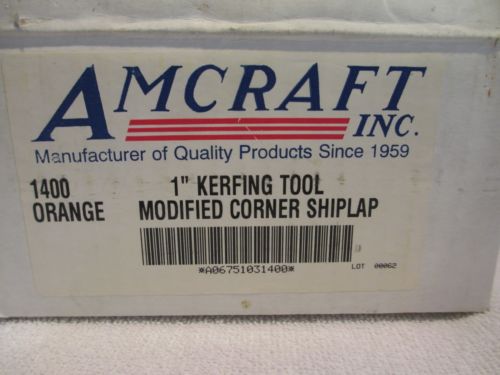 AMCRAFT
INC.
Manufacturer of Quality Products Since 1959
1400 1" KERFING TOOL
ORANGE MODIFIED CORNER SHIPLAP
*A06751031400*
LOT 00062